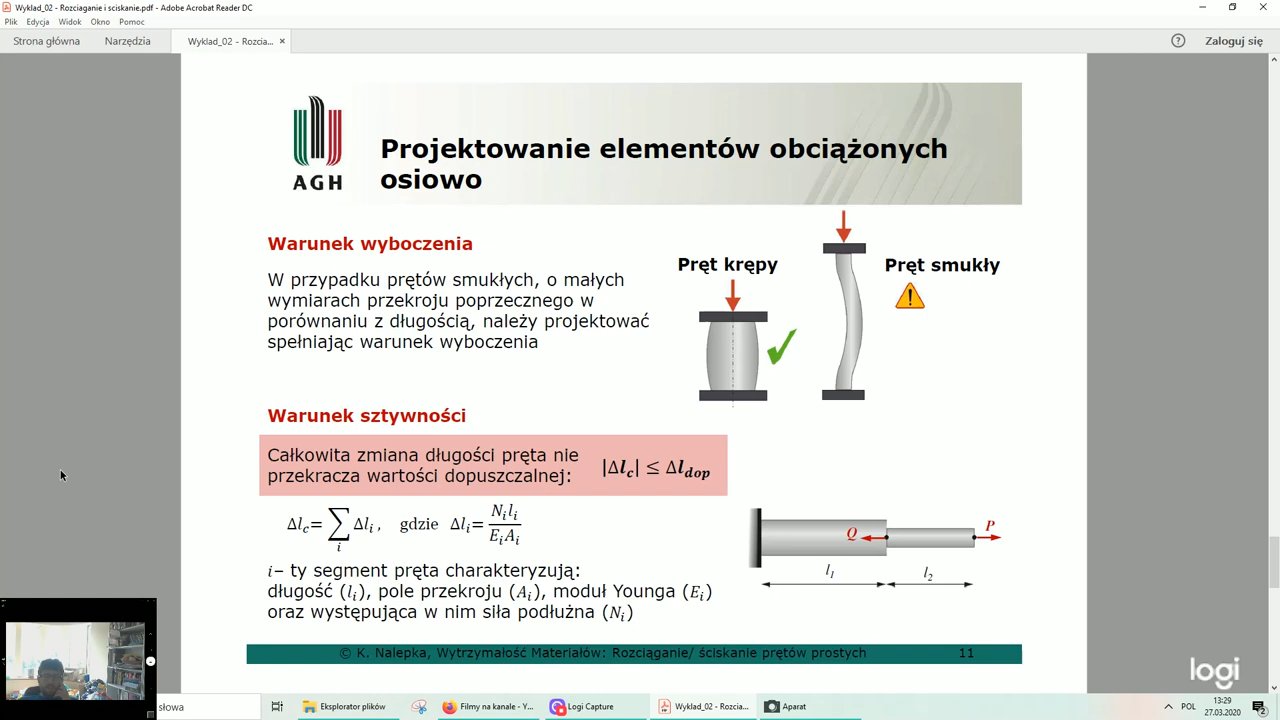 Wyklad_02 - Rozciaganie i sciskanie.pdf - Adobe Acrobat Reader DC
Plik Edycja Widok Okno Pomoc
Strona główna Narzędzia Wyklad_02 - Rozcia... × ? Zaloguj się
AGH
Projektowanie elementów obciążonych
osiowo
Warunek wyboczenia
W przypadku prętów smukłych, o małych
wymiarach przekroju poprzecznego w
porównaniu z długością, należy projektować
spełniając warunek wyboczenia
Pręt krępy
Pręt smukły
!
Warunek sztywności
Całkowita zmiana długości pręta nie
przekracza wartości dopuszczalnej: |Δl_c| ≤ Δl_dop
Δl_c= ∑_i Δl_i , gdzie Δl_i= N_i l_i / E_i A_i
i− ty segment pręta charakteryzują:
długość (l_i), pole przekroju (A_i), moduł Younga (E_i)
oraz występująca w nim siła podłużna (N_i)
Q P
l_1 l_2
© K. Nalepka, Wytrzymałość Materiałów: Rozciąganie/ ściskanie prętów prostych 11
logi
słowa Eksplorator plików Filmy na kanale - Y... Logi Capture Wyklad_02 - Rozcia... Aparat POL 13:29
27.03.2020 2